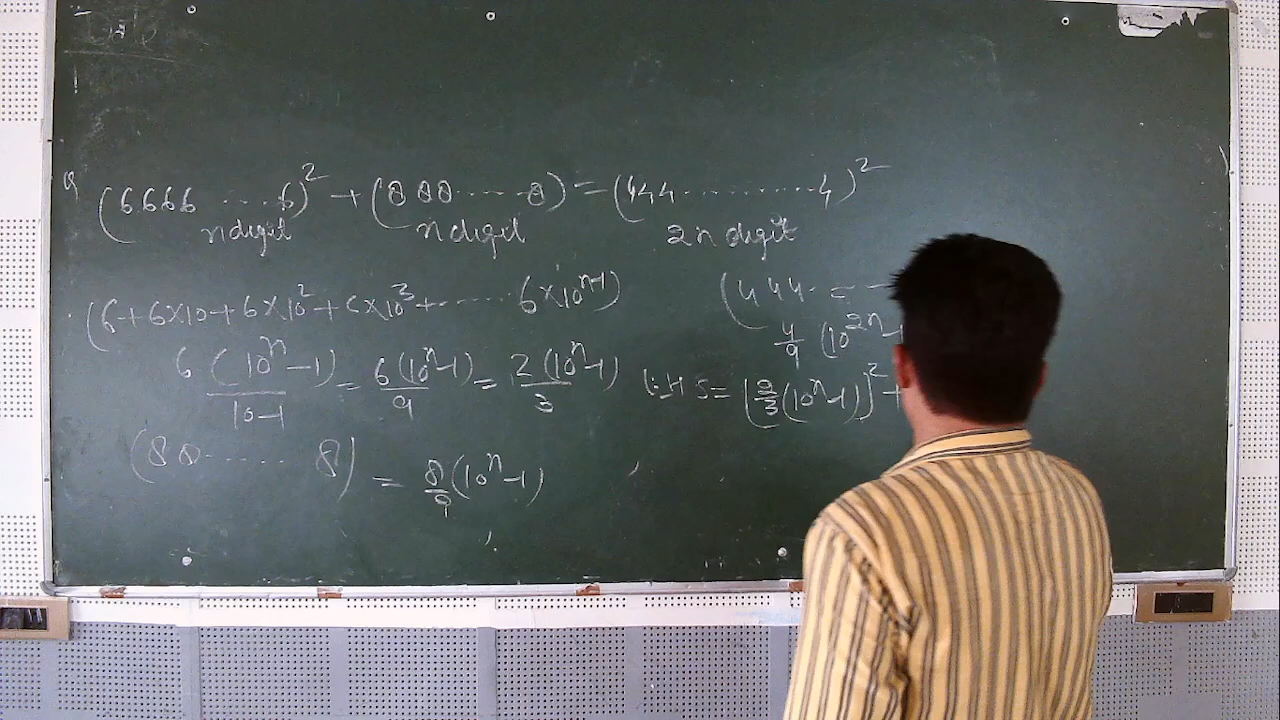 Q (6666 ....6)² + (888.....8) = (444..........4)²
n digit n digit 2n digit
(6+6×10+6×10²+6×10³+....... 6×10ⁿ⁻¹)
6 (10ⁿ-1)/10-1 = 6(10ⁿ-1)/9 = 2(10ⁿ-1)/3
(88...... 8) = 8/9(10ⁿ-1)
(444. - -
4/9 (10²ⁿ-1
L.H.S = [2/3(10ⁿ-1)]² +